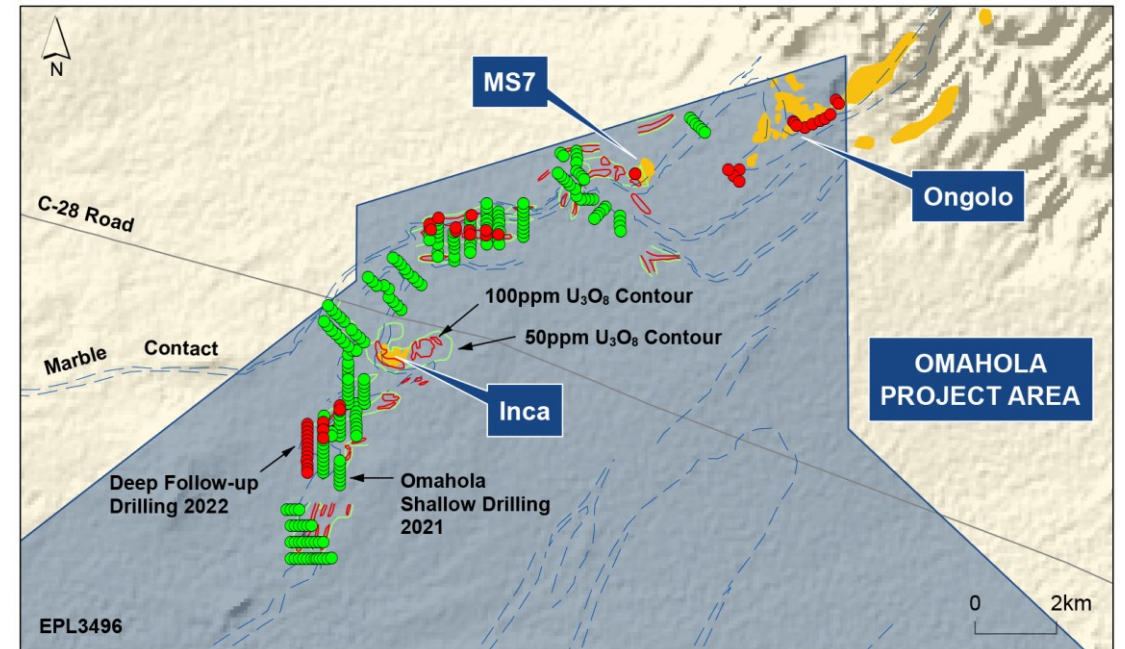 N
MS7
Ongolo
C-28 Road
100ppm U₃O₈ Contour
50ppm U₃O₈ Contour
Marble Contact
OMAHOLA
PROJECT AREA
Inca
Deep Follow-up
Drilling 2022
Omahola
Shallow Drilling
2021
0 2km
EPL3496